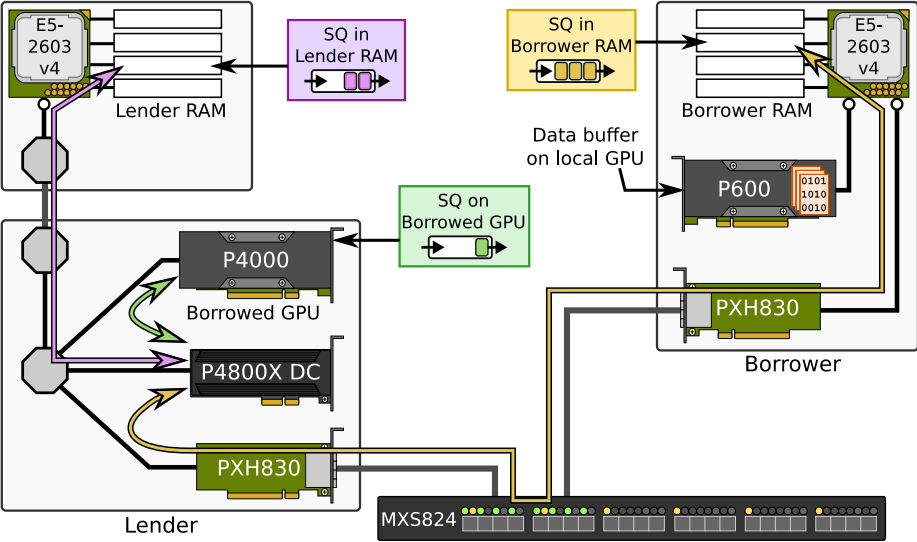 E5-
2603
v4
Lender RAM
SQ in
Lender RAM
SQ in
Borrower RAM
E5-
2603
v4
Borrower RAM
Data buffer
on local GPU
P600
0101
1010
0010
SQ on
Borrowed GPU
P4000
Borrowed GPU
P4800X DC
PXH830
Lender
PXH830
Borrower
MXS824